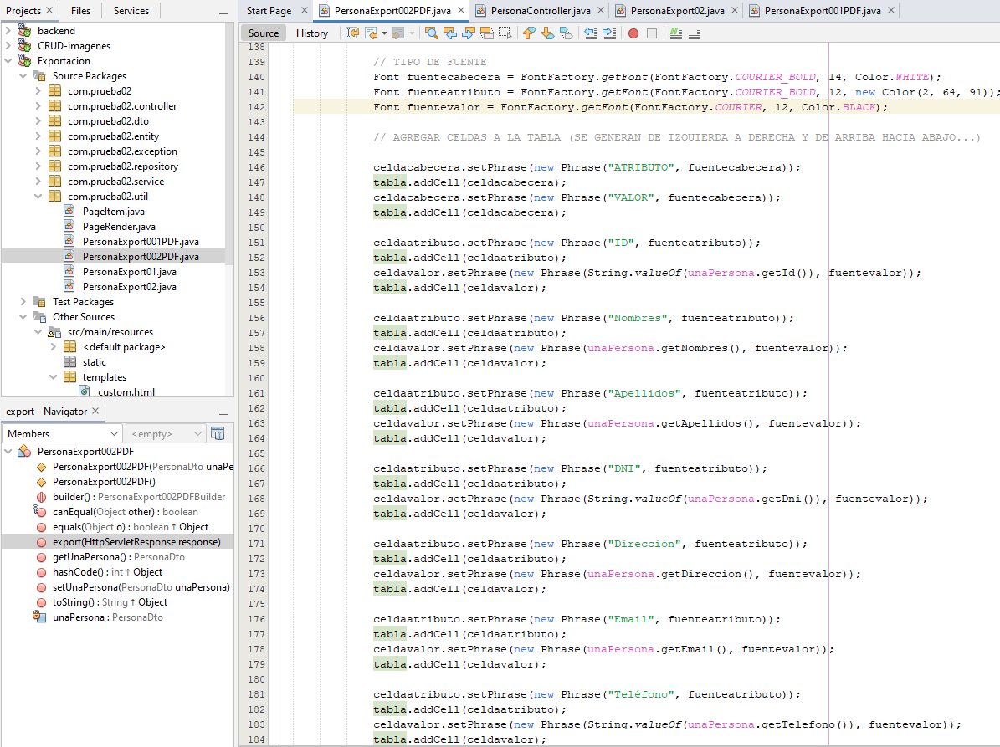 Projects
Files
Services
backend
CRUD-imagenes
Exportacion
Source Packages
com.prueba02
com.prueba02.controller
com.prueba02.dto
com.prueba02.entity
com.prueba02.exception
com.prueba02.repository
com.prueba02.service
com.prueba02.util
PageItem.java
PageRender.java
PersonaExport001PDF.java
PersonaExport002PDF.java
PersonaExport01.java
PersonaExport02.java
Test Packages
Other Sources
src/main/resources
<default package>
static
templates
custom.html
export - Navigator
Members
<empty>
PersonaExport002PDF
PersonaExport002PDF(PersonaDto unaPe
PersonaExport002PDF()
builder() : PersonaExport002PDFBuilder
canEqual(Object other) : boolean
equals(Object o) : boolean ↑ Object
export(HttpServletResponse response)
getUnaPersona() : PersonaDto
hashCode() : int ↑ Object
setUnaPersona(PersonaDto unaPersona)
toString() : String ↑ Object
unaPersona : PersonaDto
Start Page
PersonaExport002PDF.java
PersonaController.java
PersonaExport02.java
PersonaExport001PDF.java
Source
History
138
139 // TIPO DE FUENTE
140 Font fuentecabecera = FontFactory.getFont(FontFactory.COURIER_BOLD, 14, Color.WHITE);
141 Font fuenteatributo = FontFactory.getFont(FontFactory.COURIER_BOLD, 12, new Color(2, 64, 91));
142 Font fuentevalor = FontFactory.getFont(FontFactory.COURIER, 12, Color.BLACK);
143
144 // AGREGAR CELDAS A LA TABLA (SE GENERAN DE IZQUIERDA A DERECHA Y DE ARRIBA HACIA ABAJO...)
145
146 celdacabecera.setPhrase(new Phrase("ATRIBUTO", fuentecabecera));
147 tabla.addCell(celdacabecera);
148 celdacabecera.setPhrase(new Phrase("VALOR", fuentecabecera));
149 tabla.addCell(celdacabecera);
150
151 celdaatributo.setPhrase(new Phrase("ID", fuenteatributo));
152 tabla.addCell(celdaatributo);
153 celdavalor.setPhrase(new Phrase(String.valueOf(unaPersona.getId()), fuentevalor));
154 tabla.addCell(celdavalor);
155
156 celdaatributo.setPhrase(new Phrase("Nombres", fuenteatributo));
157 tabla.addCell(celdaatributo);
158 celdavalor.setPhrase(new Phrase(unaPersona.getNombres(), fuentevalor));
159 tabla.addCell(celdavalor);
160
161 celdaatributo.setPhrase(new Phrase("Apellidos", fuenteatributo));
162 tabla.addCell(celdaatributo);
163 celdavalor.setPhrase(new Phrase(unaPersona.getApellidos(), fuentevalor));
164 tabla.addCell(celdavalor);
165
166 celdaatributo.setPhrase(new Phrase("DNI", fuenteatributo));
167 tabla.addCell(celdaatributo);
168 celdavalor.setPhrase(new Phrase(String.valueOf(unaPersona.getDni()), fuentevalor));
169 tabla.addCell(celdavalor);
170
171 celdaatributo.setPhrase(new Phrase("Dirección", fuenteatributo));
172 tabla.addCell(celdaatributo);
173 celdavalor.setPhrase(new Phrase(unaPersona.getDireccion(), fuentevalor));
174 tabla.addCell(celdavalor);
175
176 celdaatributo.setPhrase(new Phrase("Email", fuenteatributo));
177 tabla.addCell(celdaatributo);
178 celdavalor.setPhrase(new Phrase(unaPersona.getEmail(), fuentevalor));
179 tabla.addCell(celdavalor);
180
181 celdaatributo.setPhrase(new Phrase("Teléfono", fuenteatributo));
182 tabla.addCell(celdaatributo);
183 celdavalor.setPhrase(new Phrase(String.valueOf(unaPersona.getTelefono()), fuentevalor));
184 tabla.addCell(celdavalor);